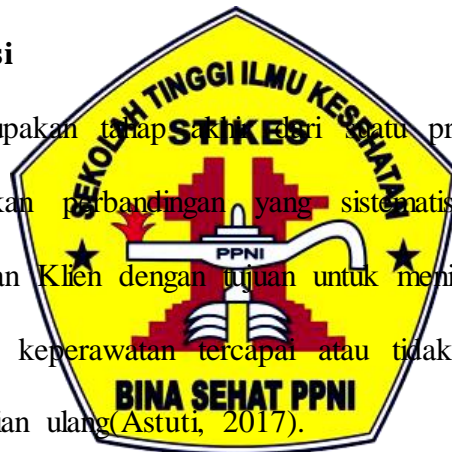 si
upakan tahap akhir dari suatu pr
kan perbandingan yang sistematis
an Klien dengan tujuan untuk meni
keperawatan tercapai atau tidak
ian ulang(Astuti, 2017).
SEKOLAH TINGGI ILMU KESEHATAN
STIKES
PPNI
BINA SEHAT PPNI